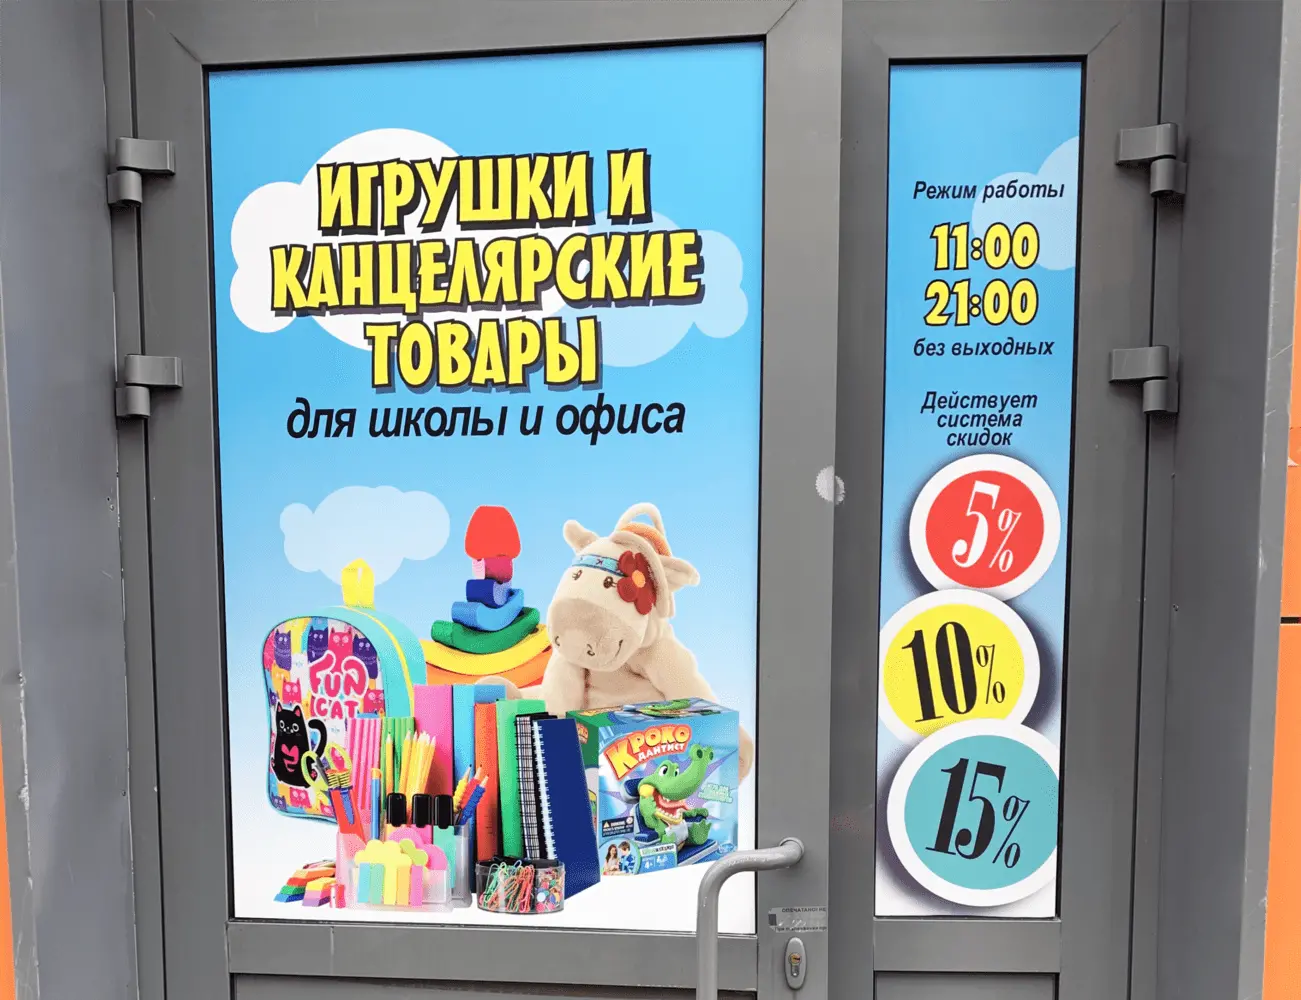 ИГРУШКИ И
КАНЦЕЛЯРСКИЕ
ТОВАРЫ
для школы и офиса
FUN
CAT
КРОКО
ДАНТИСТ
4+
Режим работы
11:00
21:00
без выходных
Действует
система
скидок
5%
10%
15%